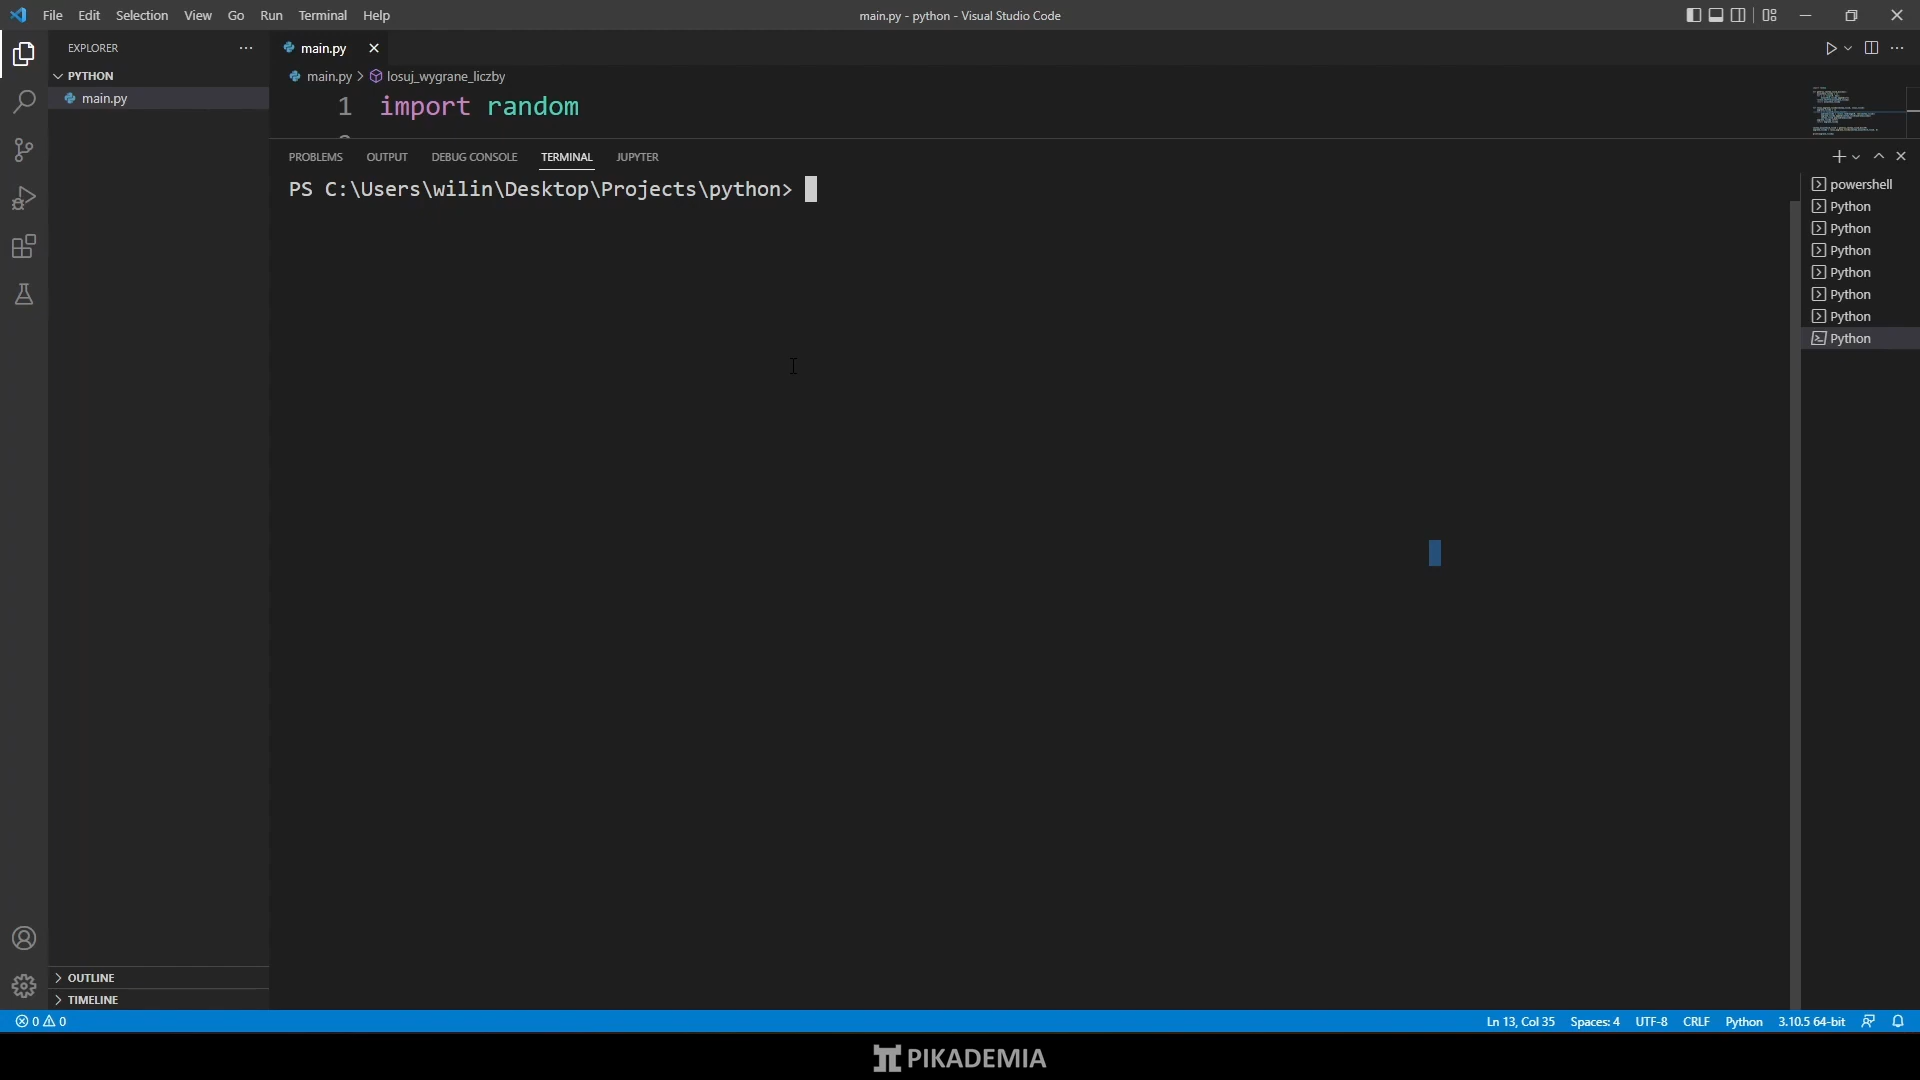 File Edit Selection View Go Run Terminal Help
main.py - python - Visual Studio Code
EXPLORER
PYTHON
main.py
main.py
main.py > losuj_wygrane_liczby
1 import random
PROBLEMS OUTPUT DEBUG CONSOLE TERMINAL JUPYTER
PS C:\Users\wilin\Desktop\Projects\python>
powershell
Python
Python
Python
Python
Python
Python
Python
OUTLINE
TIMELINE
0 0
Ln 13, Col 35 Spaces: 4 UTF-8 CRLF Python 3.10.5 64-bit
PIKADEMIA